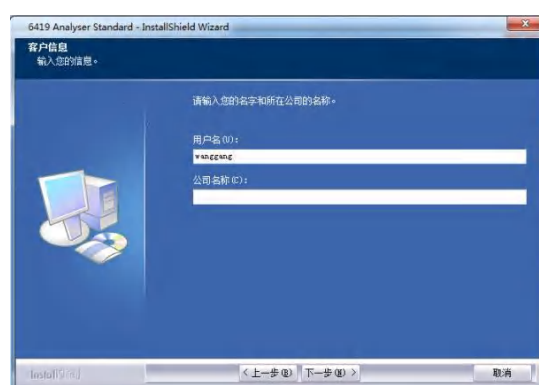 6419 Analyser Standard - InstallShield Wizard
客户信息
输入您的信息。
请输入您的名字和所在公司的名称。
用户名(U):
wanggang
公司名称(C):
InstallShield
<上一步(B) 下一步(N)> 取消